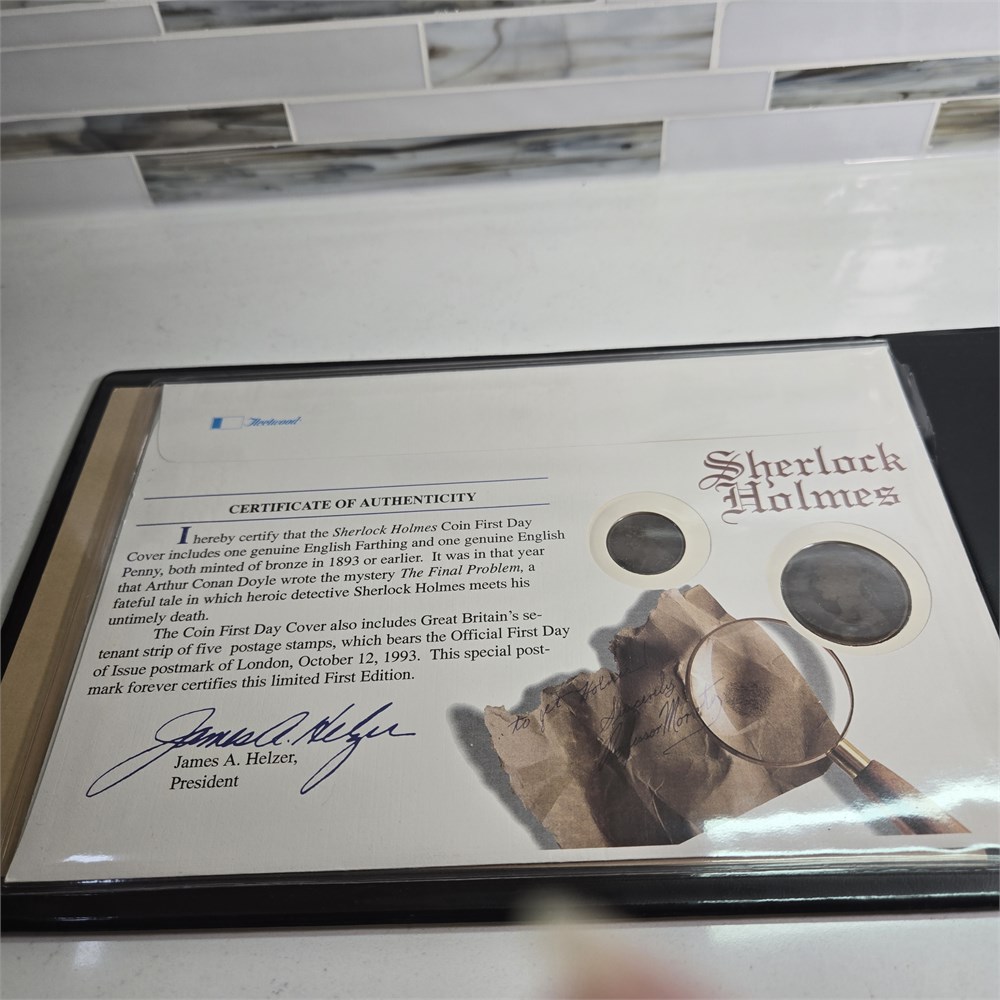 Fleetwood
Sherlock
Holmes
CERTIFICATE OF AUTHENTICITY
I hereby certify that the Sherlock Holmes Coin First Day
Cover includes one genuine English Farthing and one genuine English
Penny, both minted of bronze in 1893 or earlier. It was in that year
that Arthur Conan Doyle wrote the mystery The Final Problem, a
fateful tale in which heroic detective Sherlock Holmes meets his
untimely death.
The Coin First Day Cover also includes Great Britain's se-
tenant strip of five postage stamps, which bears the Official First Day
of Issue postmark of London, October 12, 1993. This special post-
mark forever certifies this limited First Edition.
James A. Helzer
James A. Helzer,
President
to get
Sincerely